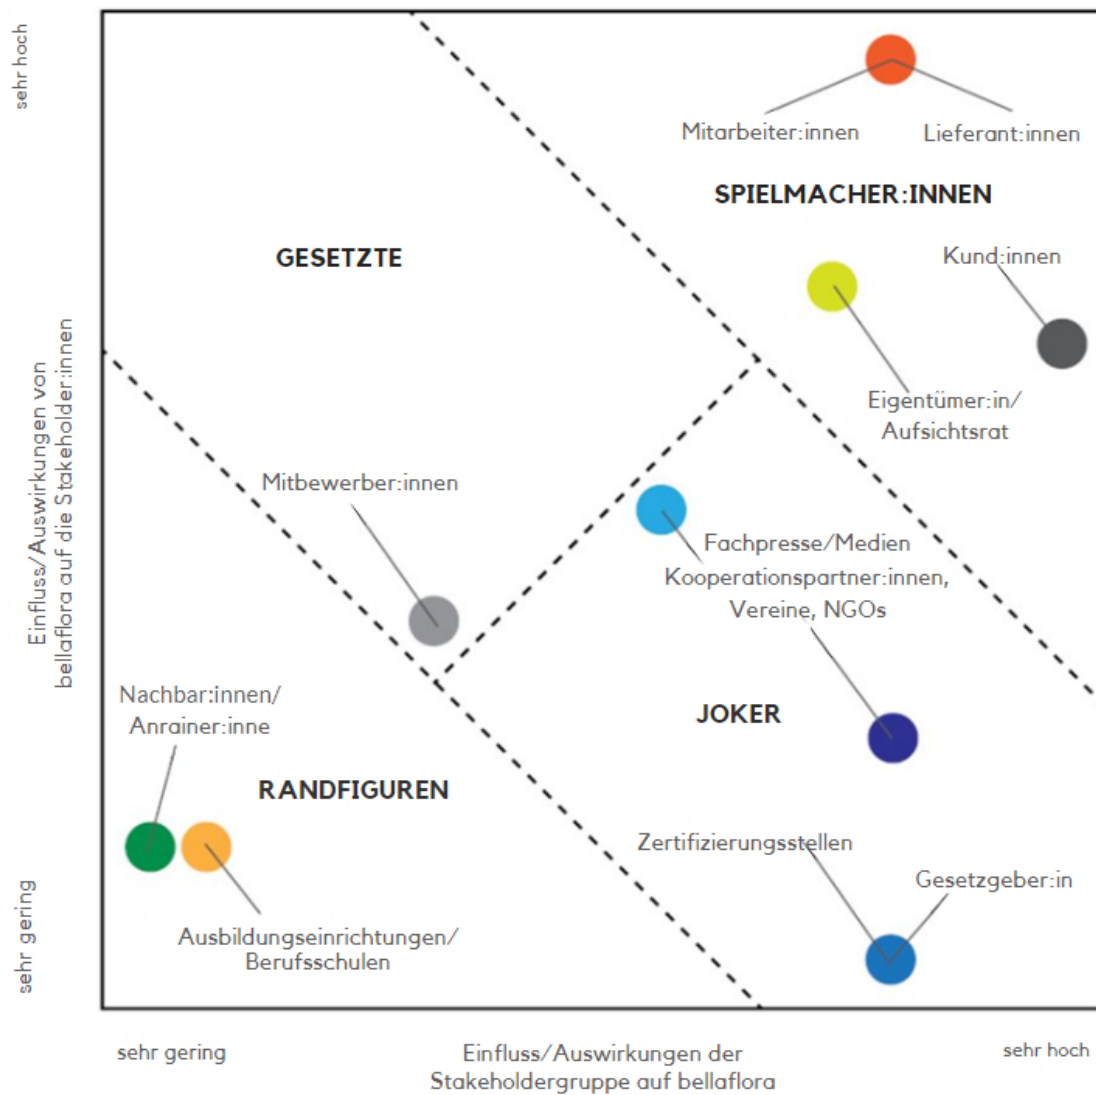 sehr hoch
Mitarbeiter:innen
Lieferant:innen
SPIELMACHER:INNEN
GESETZTE
Kund:innen
Eigentümer:in/
Aufsichtsrat
Einfluss/Auswirkungen von
bellaflora auf die Stakeholder:innen
Mitbewerber:innen
Fachpresse/Medien
Kooperationspartner:innen,
Vereine, NGOs
Nachbar:innen/
Anrainer:inne
JOKER
RANDFIGUREN
Zertifizierungsstellen
Gesetzgeber:in
Ausbildungseinrichtungen/
Berufsschulen
sehr gering
sehr gering
Einfluss/Auswirkungen der
Stakeholdergruppe auf bellaflora
sehr hoch